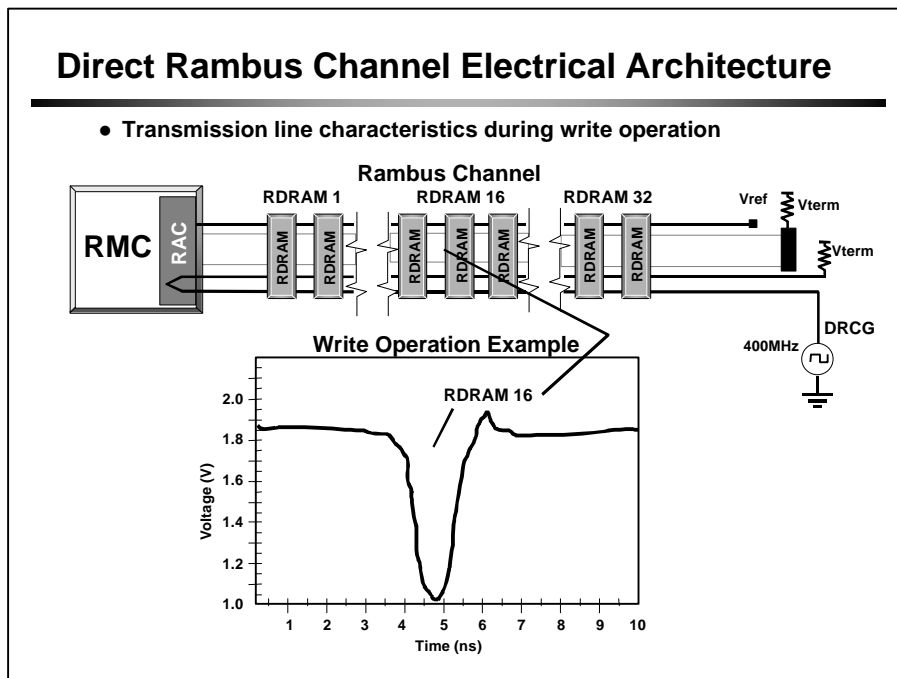 Direct Rambus Channel Electrical Architecture
● Transmission line characteristics during write operation
Rambus Channel
RDRAM 1
RDRAM 16
RDRAM 32
Vref
Vterm
RMC
RAC
RDRAM
RDRAM
RDRAM
RDRAM
RDRAM
RDRAM
RDRAM
Vterm
DRCG
400MHz
Write Operation Example
RDRAM 16
Voltage (V)
2.0
1.8
1.6
1.4
1.2
1.0
1 2 3 4 5 6 7 8 9 10
Time (ns)